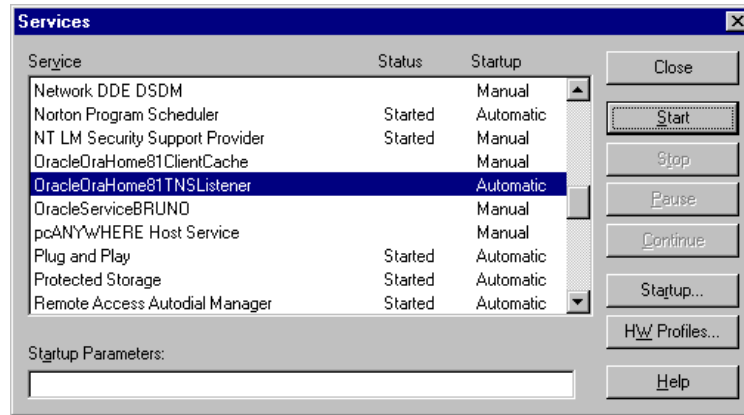 Services
Service Status Startup
Network DDE DSDM Manual
Norton Program Scheduler Started Automatic
NT LM Security Support Provider Started Manual
OracleOraHome81ClientCache Manual
OracleOraHome81TNSListener Automatic
OracleServiceBRUNO Manual
pcANYWHERE Host Service Manual
Plug and Play Started Automatic
Protected Storage Started Automatic
Remote Access Autodial Manager Started Automatic
Startup Parameters:
Close
Start
Stop
Pause
Continue
Startup...
HW Profiles...
Help